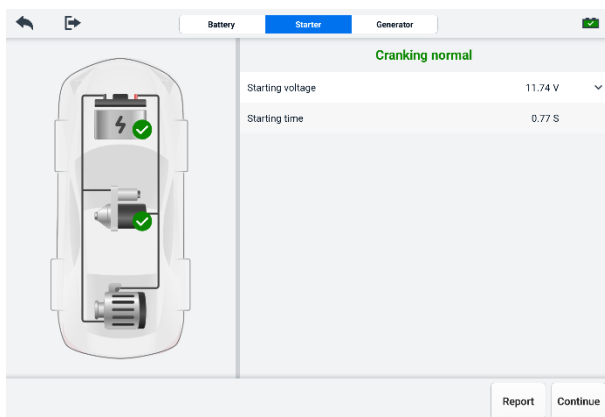 Battery
Starter
Generator
Cranking normal
Starting voltage 11.74 V
Starting time 0.77 S
Report
Continue